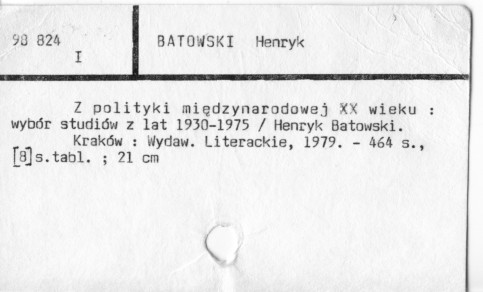 98 824
I
BATOWSKI Henryk
Z polityki międzynarodowej XX wieku :
wybór studiów z lat 1930-1975 / Henryk Batowski.
Kraków : Wydaw. Literackie, 1979. - 464 s.,
[8]s.tabl. ; 21 cm